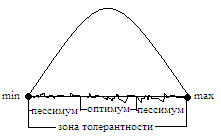 min max
пессимум оптимум пессимум
зона толерантности